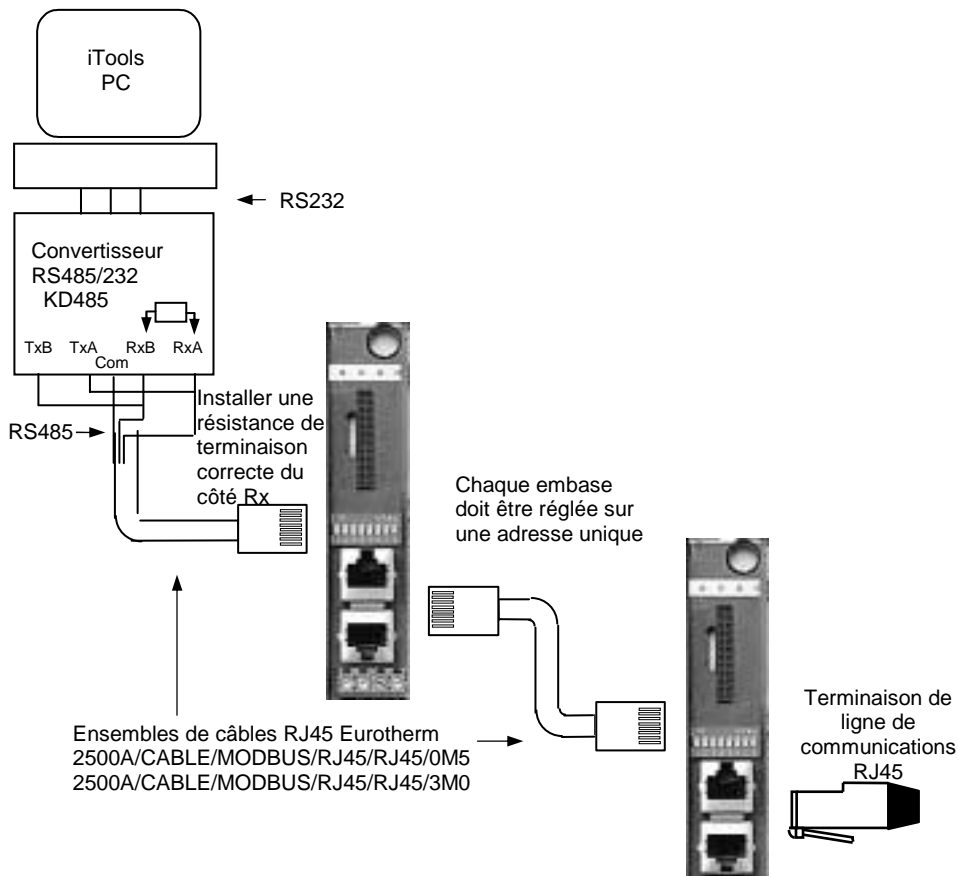 iTools
PC
RS232
Convertisseur
RS485/232
KD485
TxB TxA RxB RxA
Com
RS485
Installer une
résistance de
terminaison
correcte du
côté Rx
Chaque embase
doit être réglée sur
une adresse unique
Ensembles de câbles RJ45 Eurotherm
2500A/CABLE/MODBUS/RJ45/RJ45/0M5
2500A/CABLE/MODBUS/RJ45/RJ45/3M0
Terminaison de
ligne de
communications
RJ45